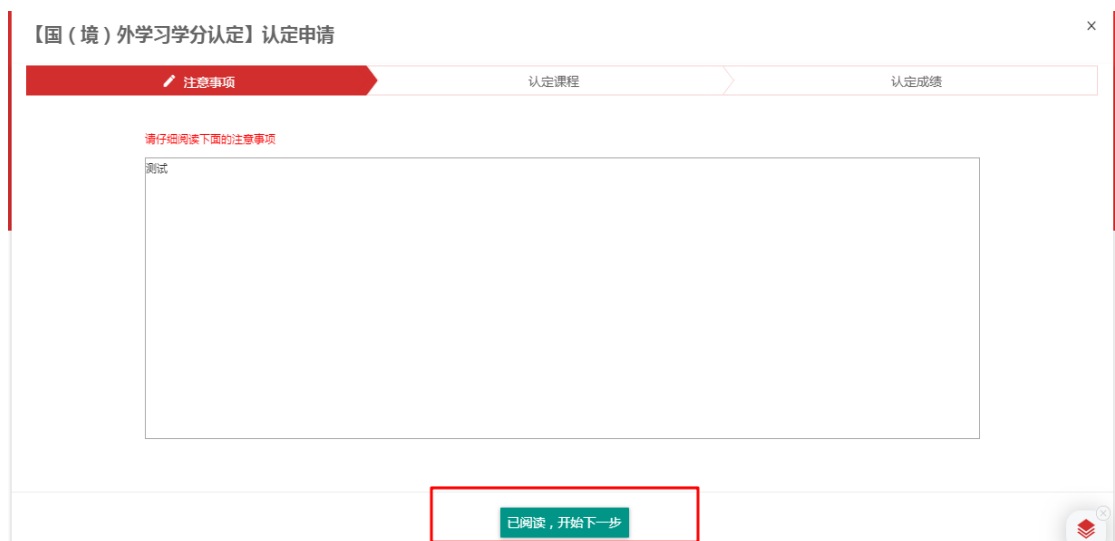 【国（境）外学习学分认定】认定申请
注意事项
认定课程
认定成绩
请仔细阅读下面的注意事项
测试
已阅读，开始下一步